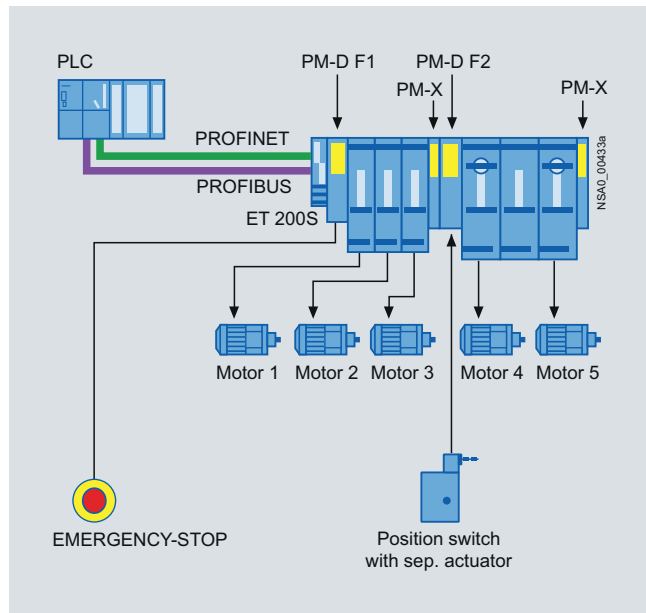 PLC
PM-D F1
PM-D F2
PM-X
PM-X
PROFINET
PROFIBUS
ET 200S
NSA0_00433a
Motor 1
Motor 2
Motor 3
Motor 4
Motor 5
EMERGENCY-STOP
Position switch
with sep. actuator